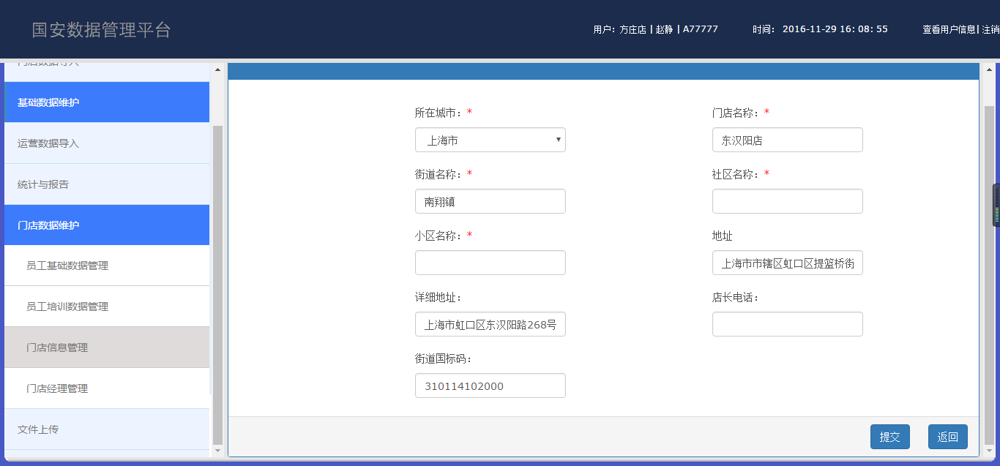 国安数据管理平台
用户：方庄店 | 赵静 | A77777 时间： 2016-11-29 16: 08: 55 查看用户信息| 注销
门店数据导入
基础数据维护
运营数据导入
统计与报告
门店数据维护
员工基础数据管理
员工培训数据管理
门店信息管理
门店经理管理
文件上传
所在城市：* 门店名称：*
上海市 东汉阳店
街道名称：* 社区名称：*
南翔镇
小区名称：* 地址
上海市市辖区虹口区提篮桥街
详细地址： 店长电话：
上海市虹口区东汉阳路268号
街道国标码：
310114102000
提交 返回